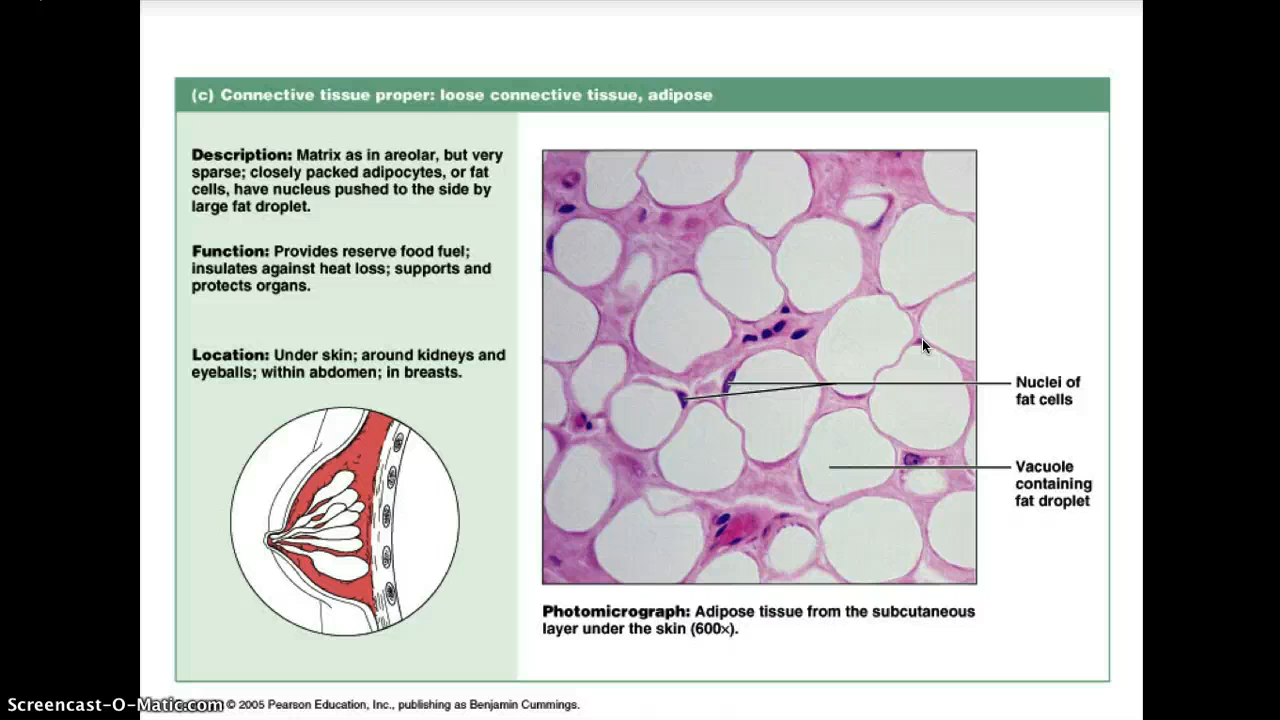 (c) Connective tissue proper: loose connective tissue, adipose
Description: Matrix as in areolar, but very
sparse; closely packed adipocytes, or fat
cells, have nucleus pushed to the side by
large fat droplet.
Function: Provides reserve food fuel;
insulates against heat loss; supports and
protects organs.
Location: Under skin; around kidneys and
eyeballs; within abdomen; in breasts.
Nuclei of
fat cells
Vacuole
containing
fat droplet
Photomicrograph: Adipose tissue from the subcutaneous
layer under the skin (600×).
Screencast-O-Matic.com © 2005 Pearson Education, Inc., publishing as Benjamin Cummings.